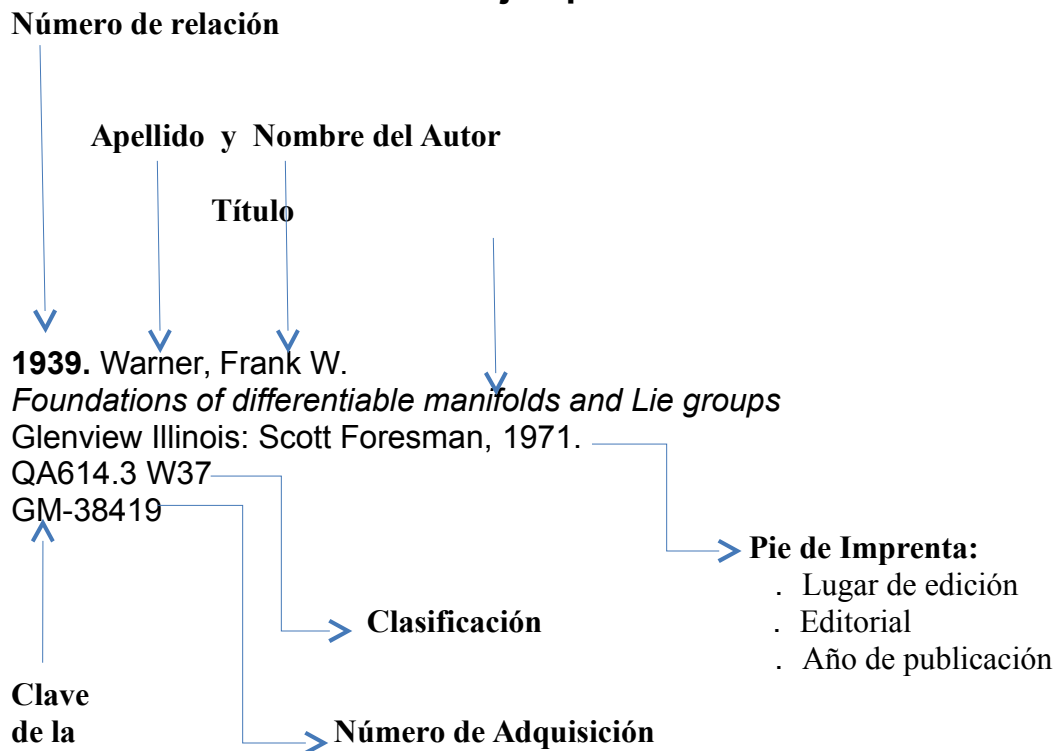 Número de relación
Apellido y Nombre del Autor
Título
1939. Warner, Frank W.
Foundations of differentiable manifolds and Lie groups
Glenview Illinois: Scott Foresman, 1971.
QA614.3 W37
GM-38419
Pie de Imprenta:
. Lugar de edición
. Editorial
. Año de publicación
Clasificación
Clave
de la
Número de Adquisición